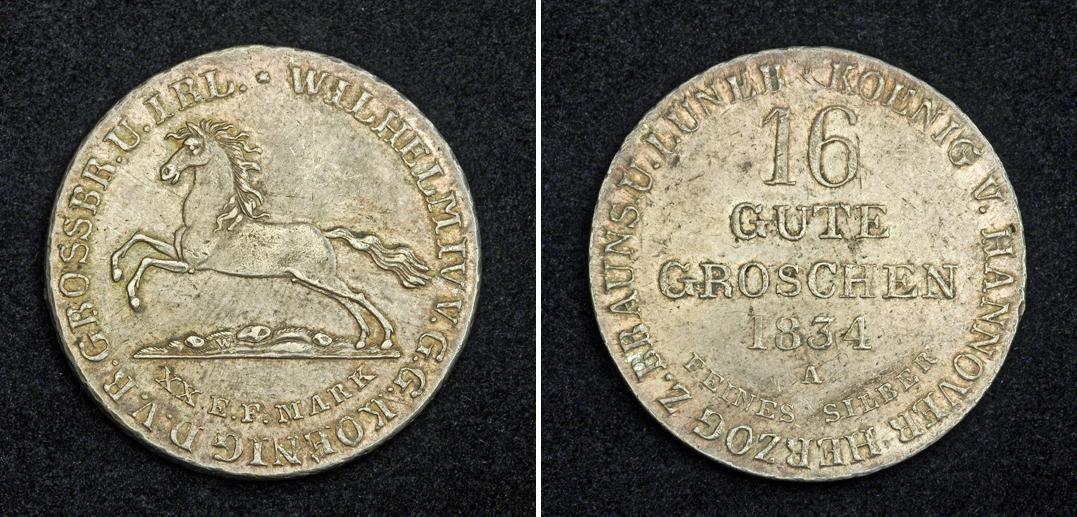 WILHELM IV V.G.G.KOENIG D.V.R.GROSSBR.U.IRL.
W
XX E.F. MARK
KOENIG V. HANNOVER HERZOG Z.BRAUNS.U.LUNEB
16
GUTE
GROSCHEN
1834
A
FEINES SILBER